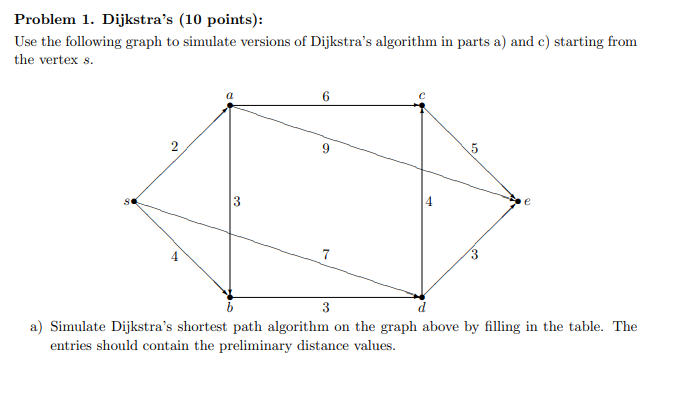 Problem 1. Dijkstra's (10 points):
Use the following graph to simulate versions of Dijkstra's algorithm in parts a) and c) starting from
the vertex s.
a 6 c
2 9 5
s 3 4 e
4 7 3
b 3 d
a) Simulate Dijkstra's shortest path algorithm on the graph above by filling in the table. The
entries should contain the preliminary distance values.